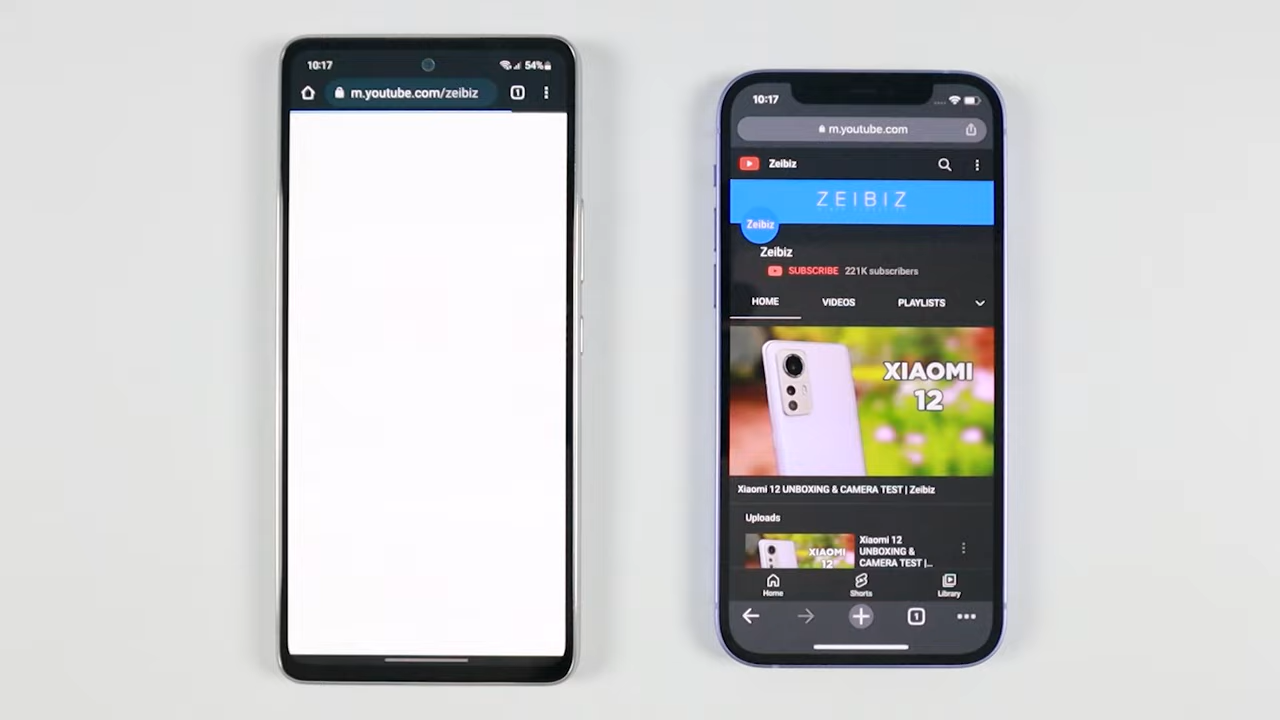 10:17
54%
m.youtube.com/zeibiz
1
10:17
m.youtube.com
Zeibiz
ZEIBIZ
Zeibiz
Zeibiz
SUBSCRIBE 221K subscribers
HOME VIDEOS PLAYLISTS
XIAOMI
12
Xiaomi 12 UNBOXING & CAMERA TEST | Zeibiz
Uploads
XIAOMI
12
Xiaomi 12
UNBOXING &
CAMERA TEST |...
Home Shorts Library
1